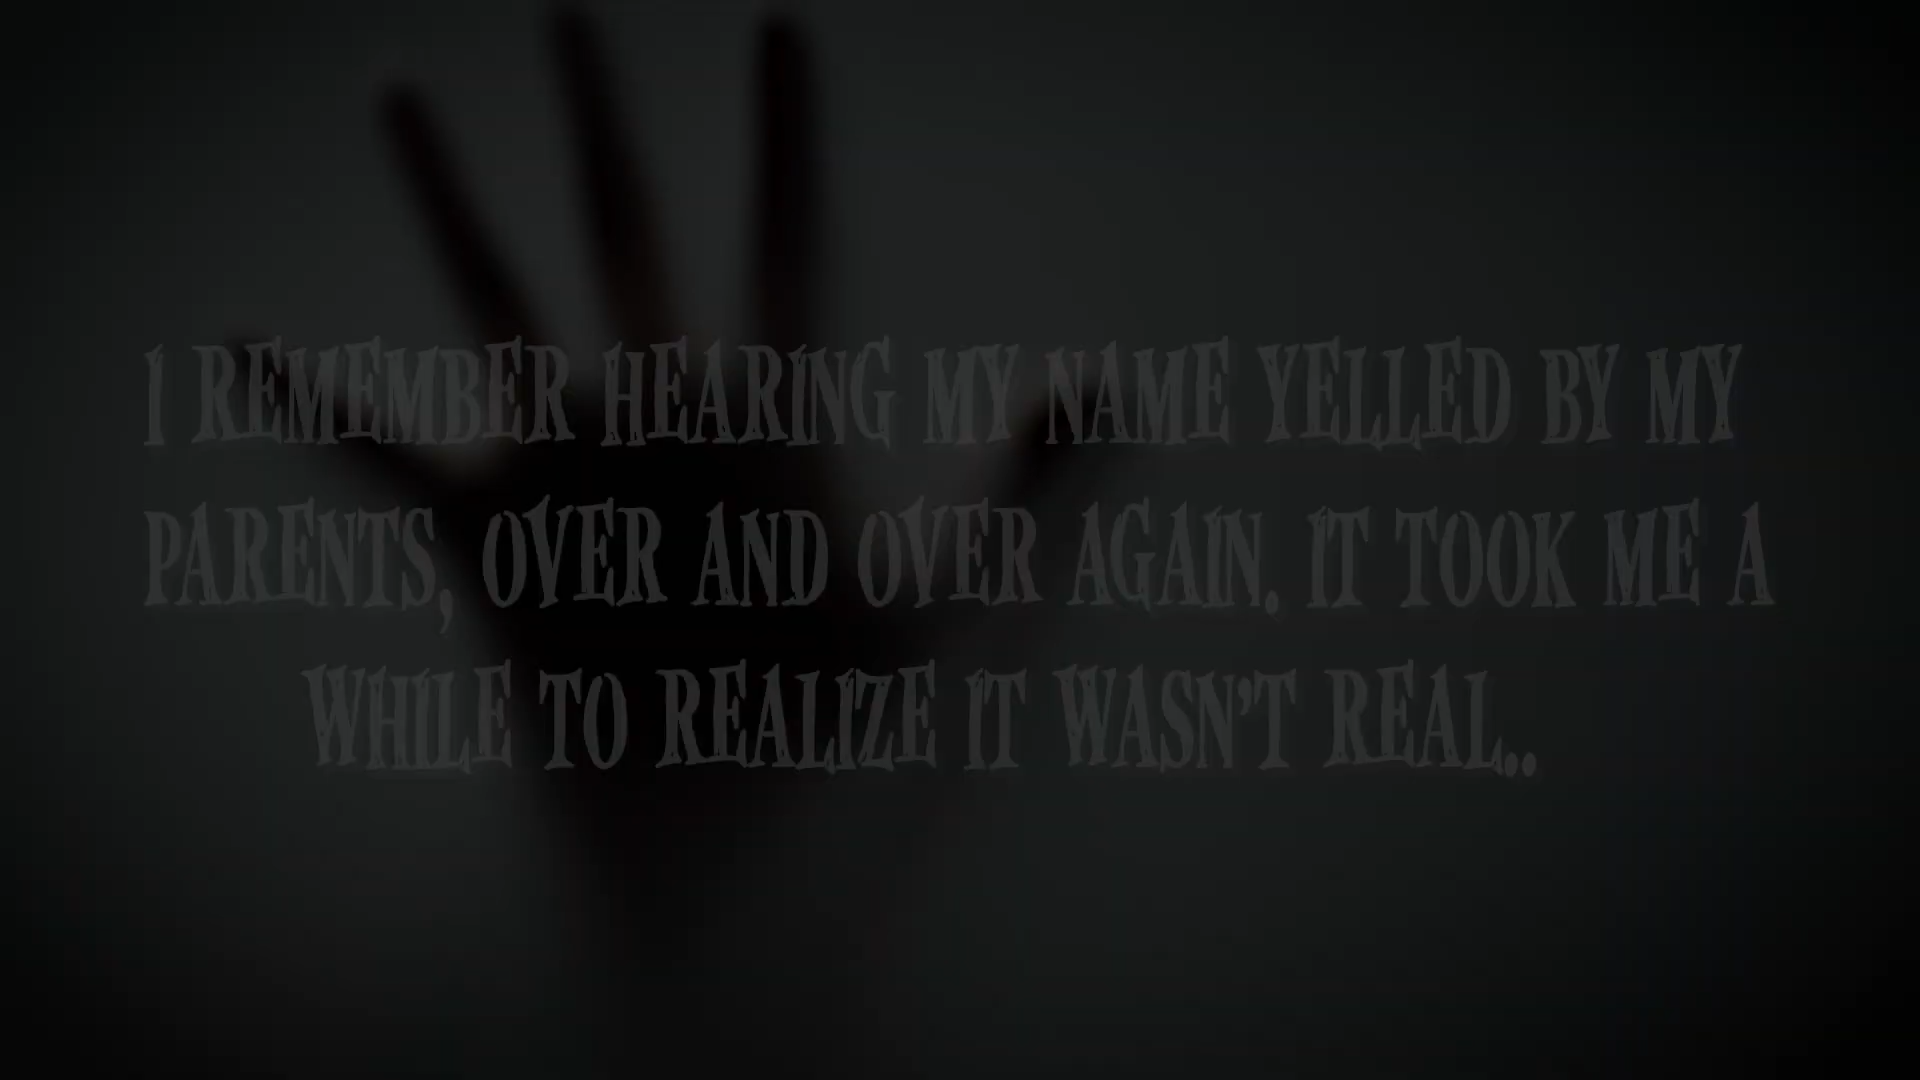 I REMEMBER HEARING MY NAME YELLED BY MY
PARENTS, OVER AND OVER AGAIN. IT TOOK ME A
WHILE TO REALIZE IT WASN'T REAL..